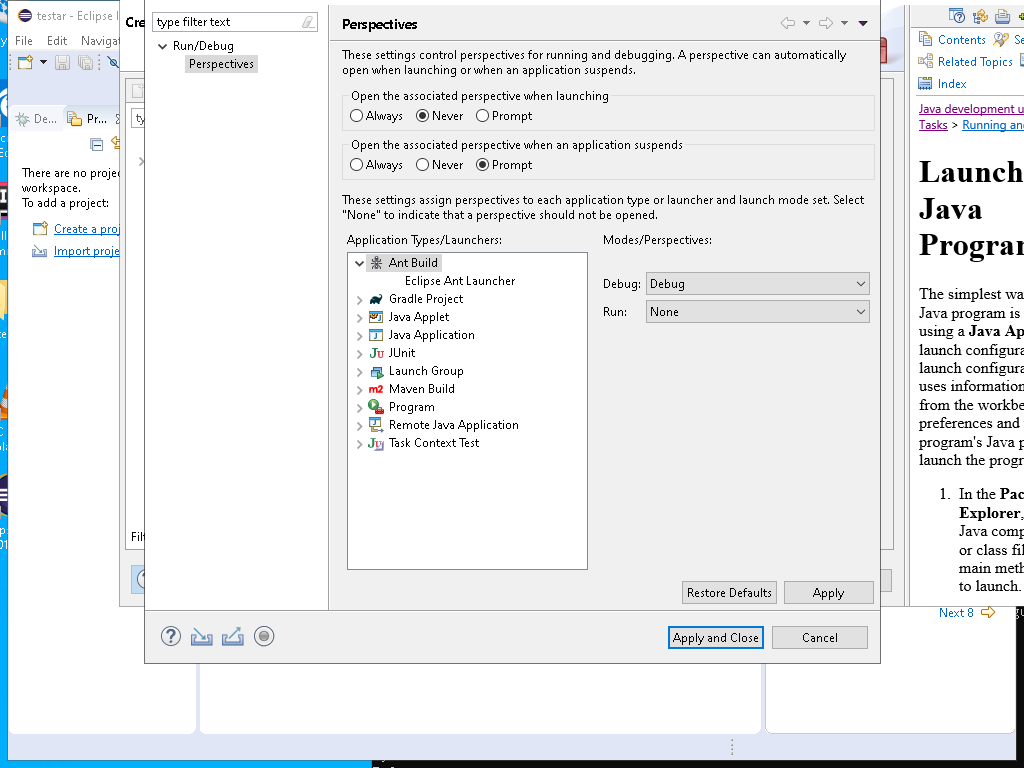 testar - Eclipse I
File Edit Navigat
De...
Pr...
There are no projec
workspace.
To add a project:
Create a proj
Import proje
Cre
ty
Filt
type filter text
Run/Debug
Perspectives
Perspectives
These settings control perspectives for running and debugging. A perspective can automatically
open when launching or when an application suspends.
Open the associated perspective when launching
Always Never Prompt
Open the associated perspective when an application suspends
Always Never Prompt
These settings assign perspectives to each application type or launcher and launch mode set. Select
"None" to indicate that a perspective should not be opened.
Application Types/Launchers:
Ant Build
Eclipse Ant Launcher
Gradle Project
Java Applet
Java Application
JUnit
Launch Group
Maven Build
Program
Remote Java Application
Task Context Test
Modes/Perspectives:
Debug: Debug
Run: None
Restore Defaults Apply
Apply and Close Cancel
Contents Se
Related Topics
Index
Java development u
Tasks > Running an
Launch
Java
Program
The simplest wa
Java program is
using a Java Ap
launch configura
launch configura
uses information
from the workbe
preferences and
program's Java p
launch the progr
1. In the Pac
Explorer,
Java comp
or class fil
main meth
to launch.
Next 8